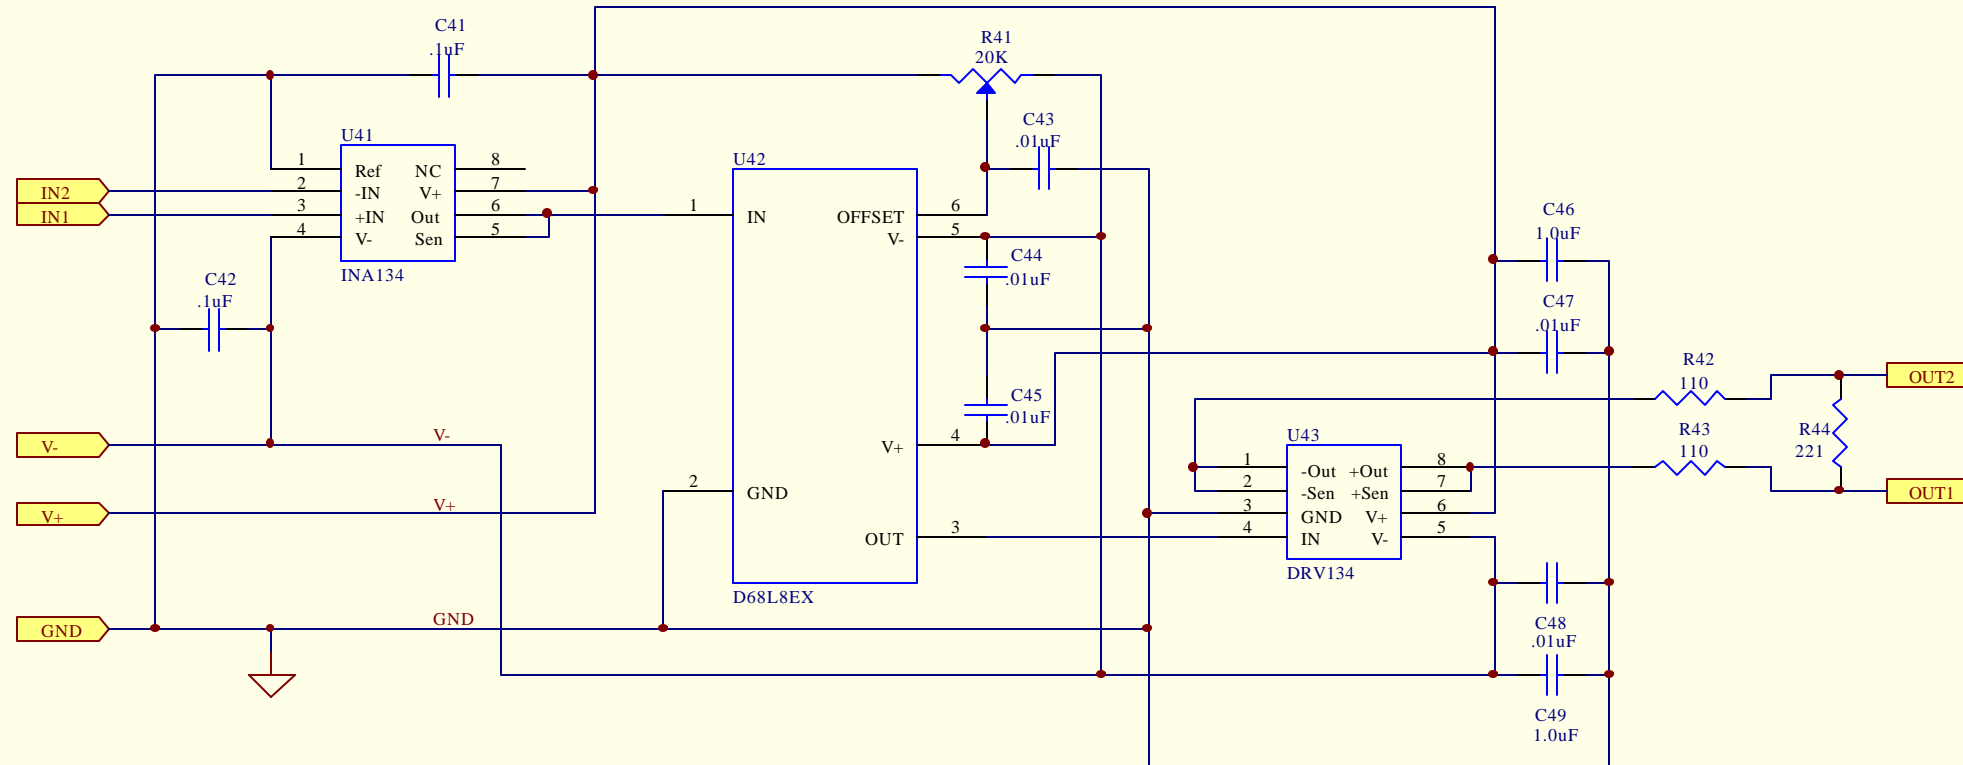 C41
.1uF
R41
20K
C43
.01uF
U41
1 Ref NC 8
2 -IN V+ 7
3 +IN Out 6
4 V- Sen 5
INA134
IN2
IN1
C42
.1uF
U42
1 IN OFFSET 6
V- 5
V+ 4
2 GND
OUT 3
D68L8EX
C44
.01uF
C45
.01uF
C46
1.0uF
C47
.01uF
R42
110
R43
110
R44
221
OUT2
OUT1
V- V-
V+ V+
GND GND
U43
1 -Out +Out 8
2 -Sen +Sen 7
3 GND V+ 6
4 IN V- 5
DRV134
C48
.01uF
C49
1.0uF